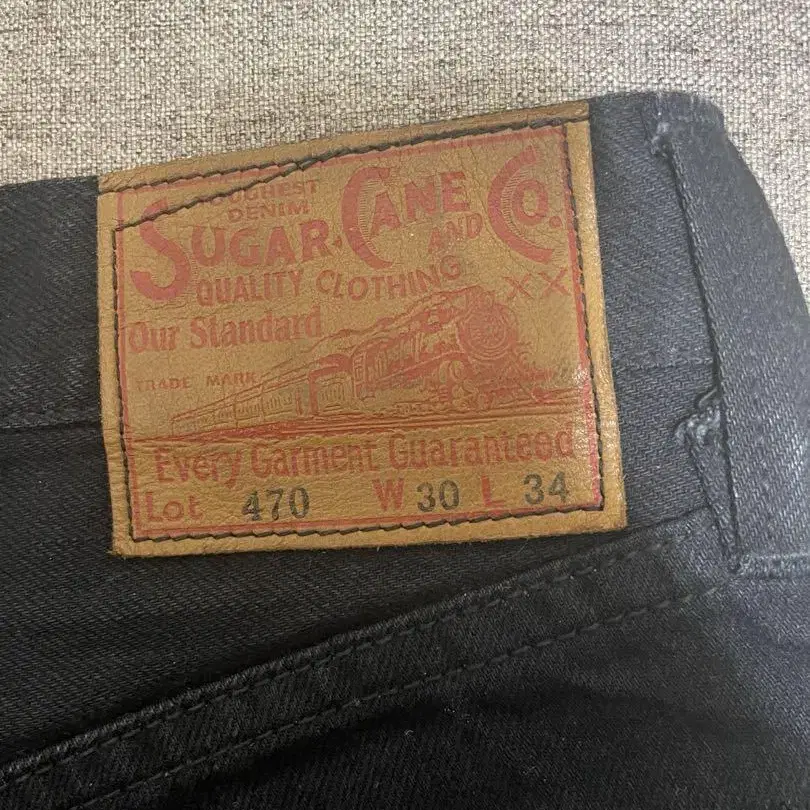 TOUGHEST
DENIM
SUGAR CANE AND CO.
QUALITY CLOTHING XX
Our Standard
TRADE MARK
Every Garment Guaranteed
Lot 470 W 30 L 34